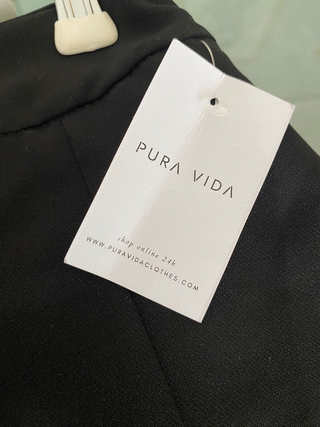 PURA VIDA
shop online 24h
WWW.PURAVIDACLOTHES.COM